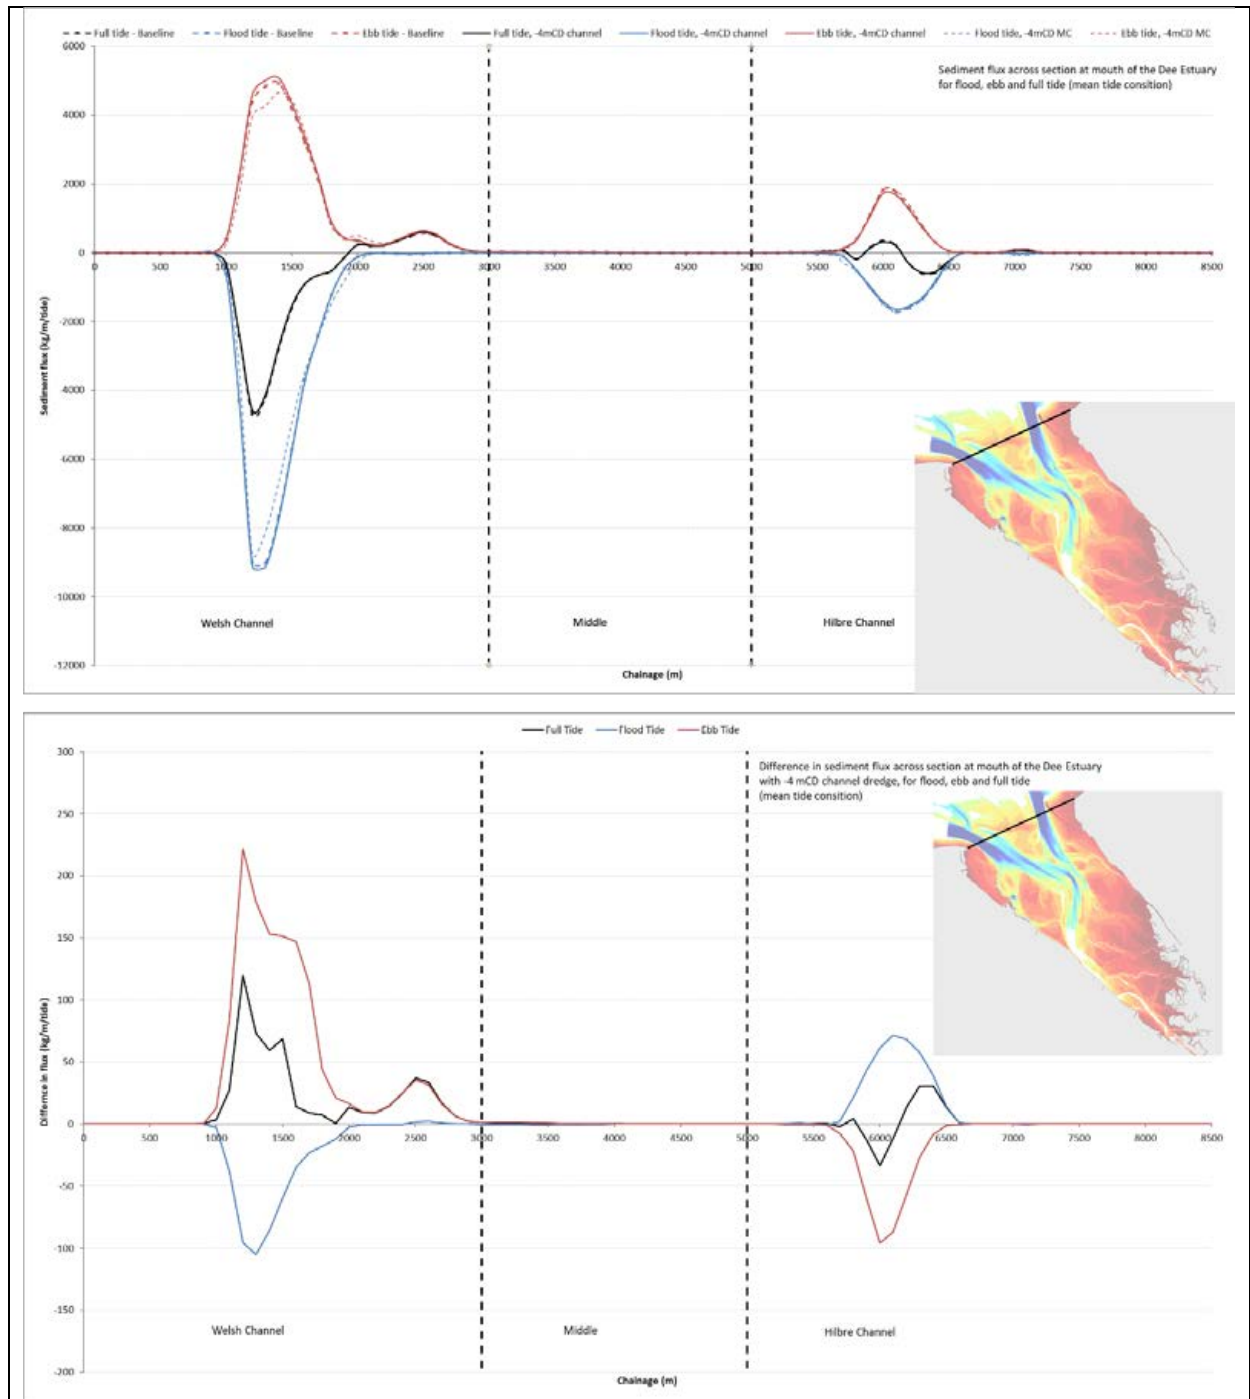 Full tide - Baseline Flood tide - Baseline Ebb tide - Baseline Full tide, -4mCD channel Flood tide, -4mCD channel Ebb tide, -4mCD channel Flood tide, -4mCD MC Ebb tide, -4mCD MC
6000
Sediment flux across section at mouth of the Dee Estuary
for flood, ebb and full tide (mean tide consition)
4000
2000
0
0 500 1000 1500 2000 2500 3000 3500 4000 4500 5000 5500 6000 6500 7000 7500 8000 8500
-2000
Sediment flux (kg/m/tide)
-4000
-6000
-8000
-10000
Welsh Channel Middle Hilbre Channel
-12000
Chainage (m)
Full Tide Flood Tide Ebb Tide
300
Difference in sediment flux across section at mouth of the Dee Estuary
with -4 mCD channel dredge, for flood, ebb and full tide
(mean tide consition)
250
200
150
100
50
Differnce in flux (kg/m/tide)
0
0 500 1000 1500 2000 2500 3000 3500 4000 4500 5000 5500 6000 6500 7000 7500 8000 8500
-50
-100
-150
Welsh Channel Middle Hilbre Channel
-200
Chainage (m)